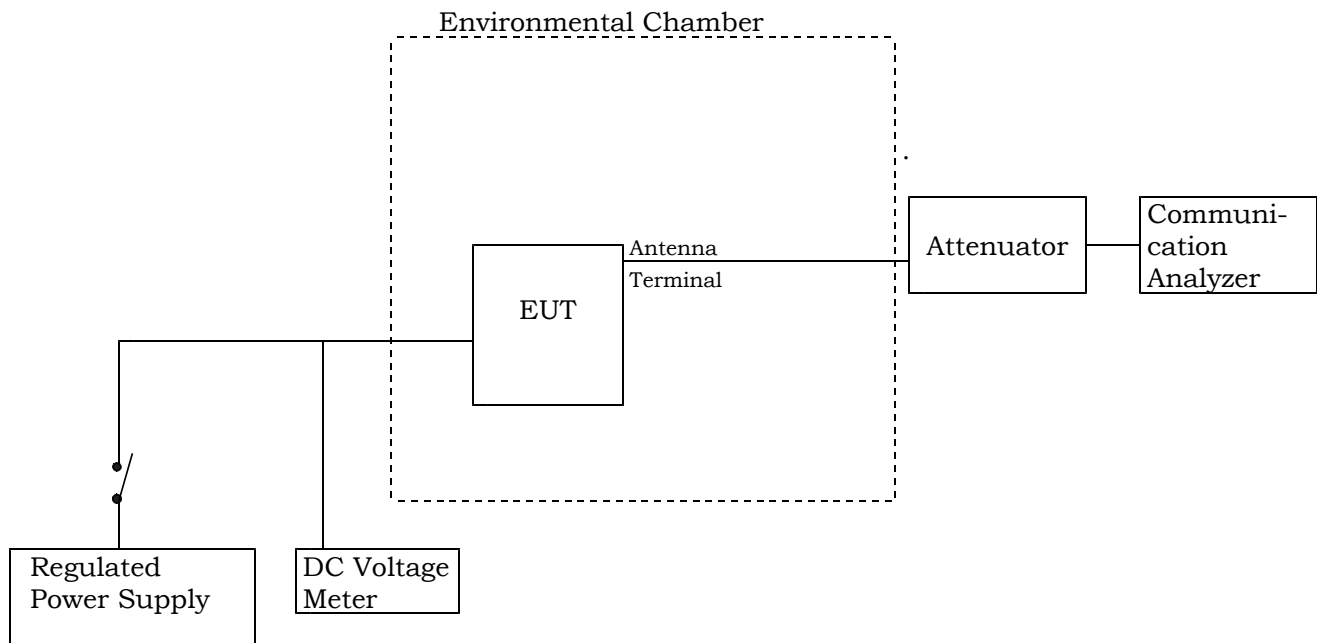 Environmental Chamber
Communi-
cation
Analyzer
Attenuator
Antenna
Terminal
EUT
Regulated
Power Supply
DC Voltage
Meter